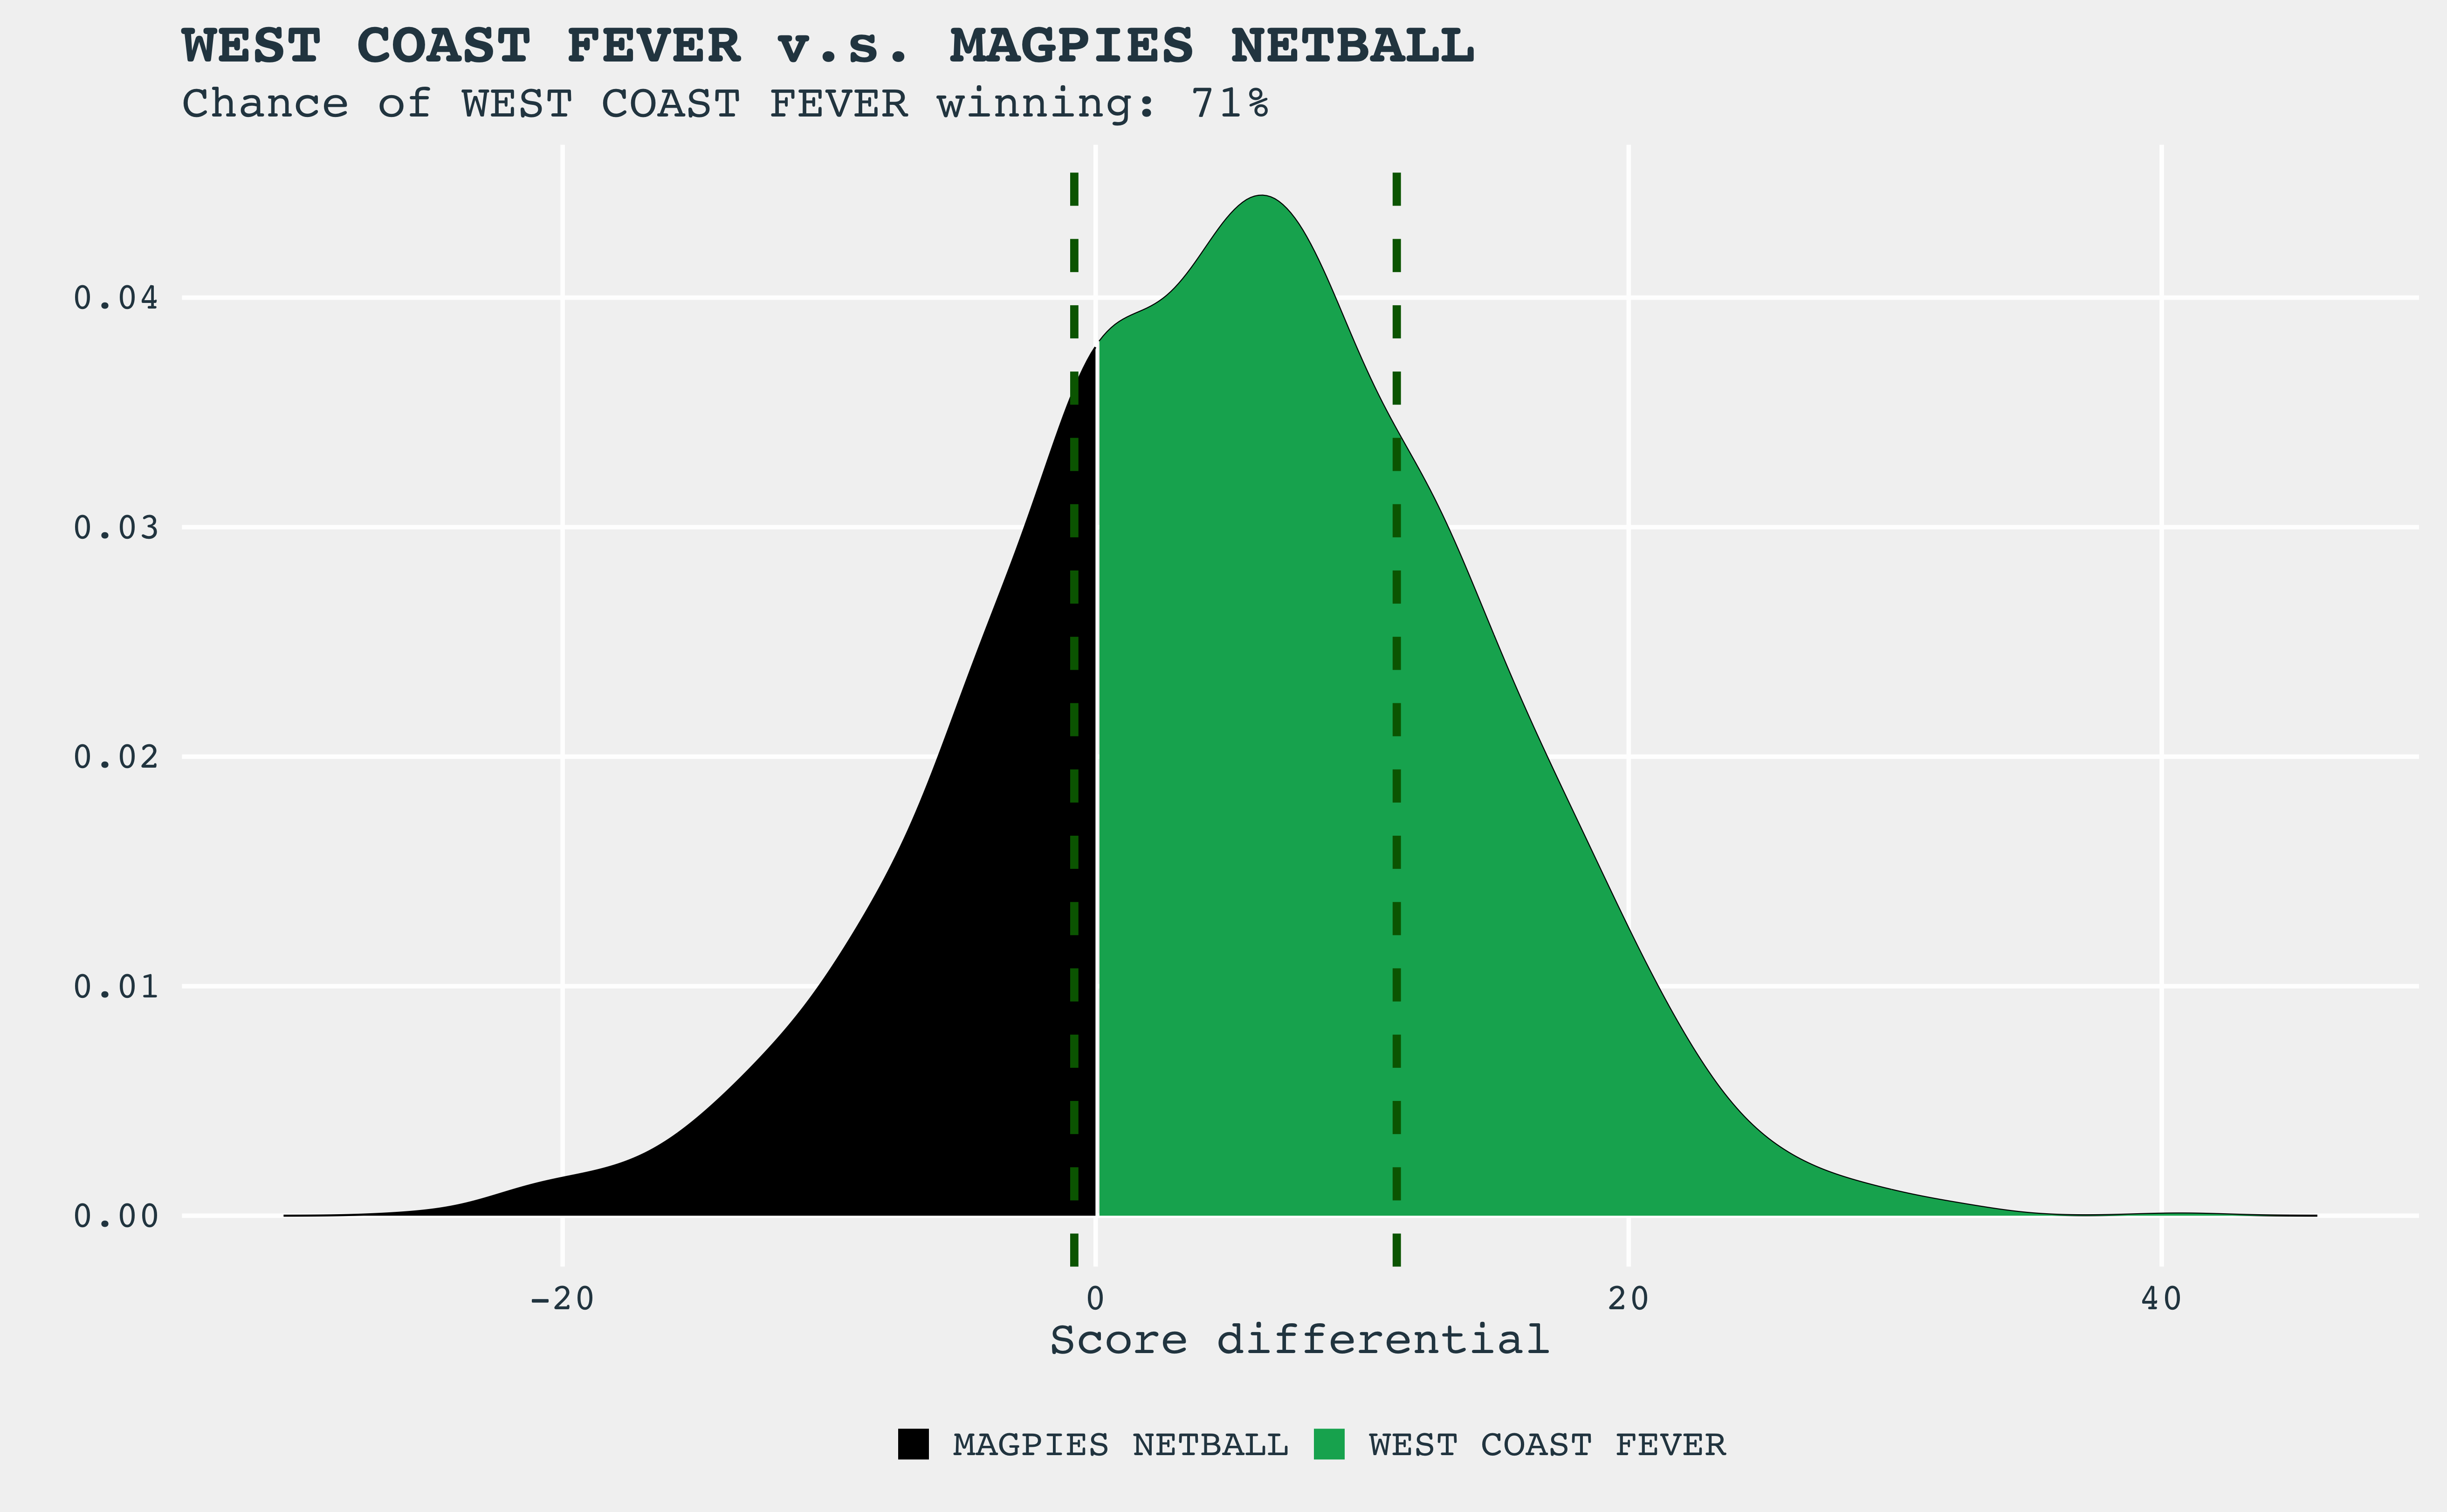 WEST COAST FEVER v.s. MAGPIES NETBALL
Chance of WEST COAST FEVER winning: 71%
0.04
0.03
0.02
0.01
0.00
-20 0 20 40
Score differential
MAGPIES NETBALL WEST COAST FEVER